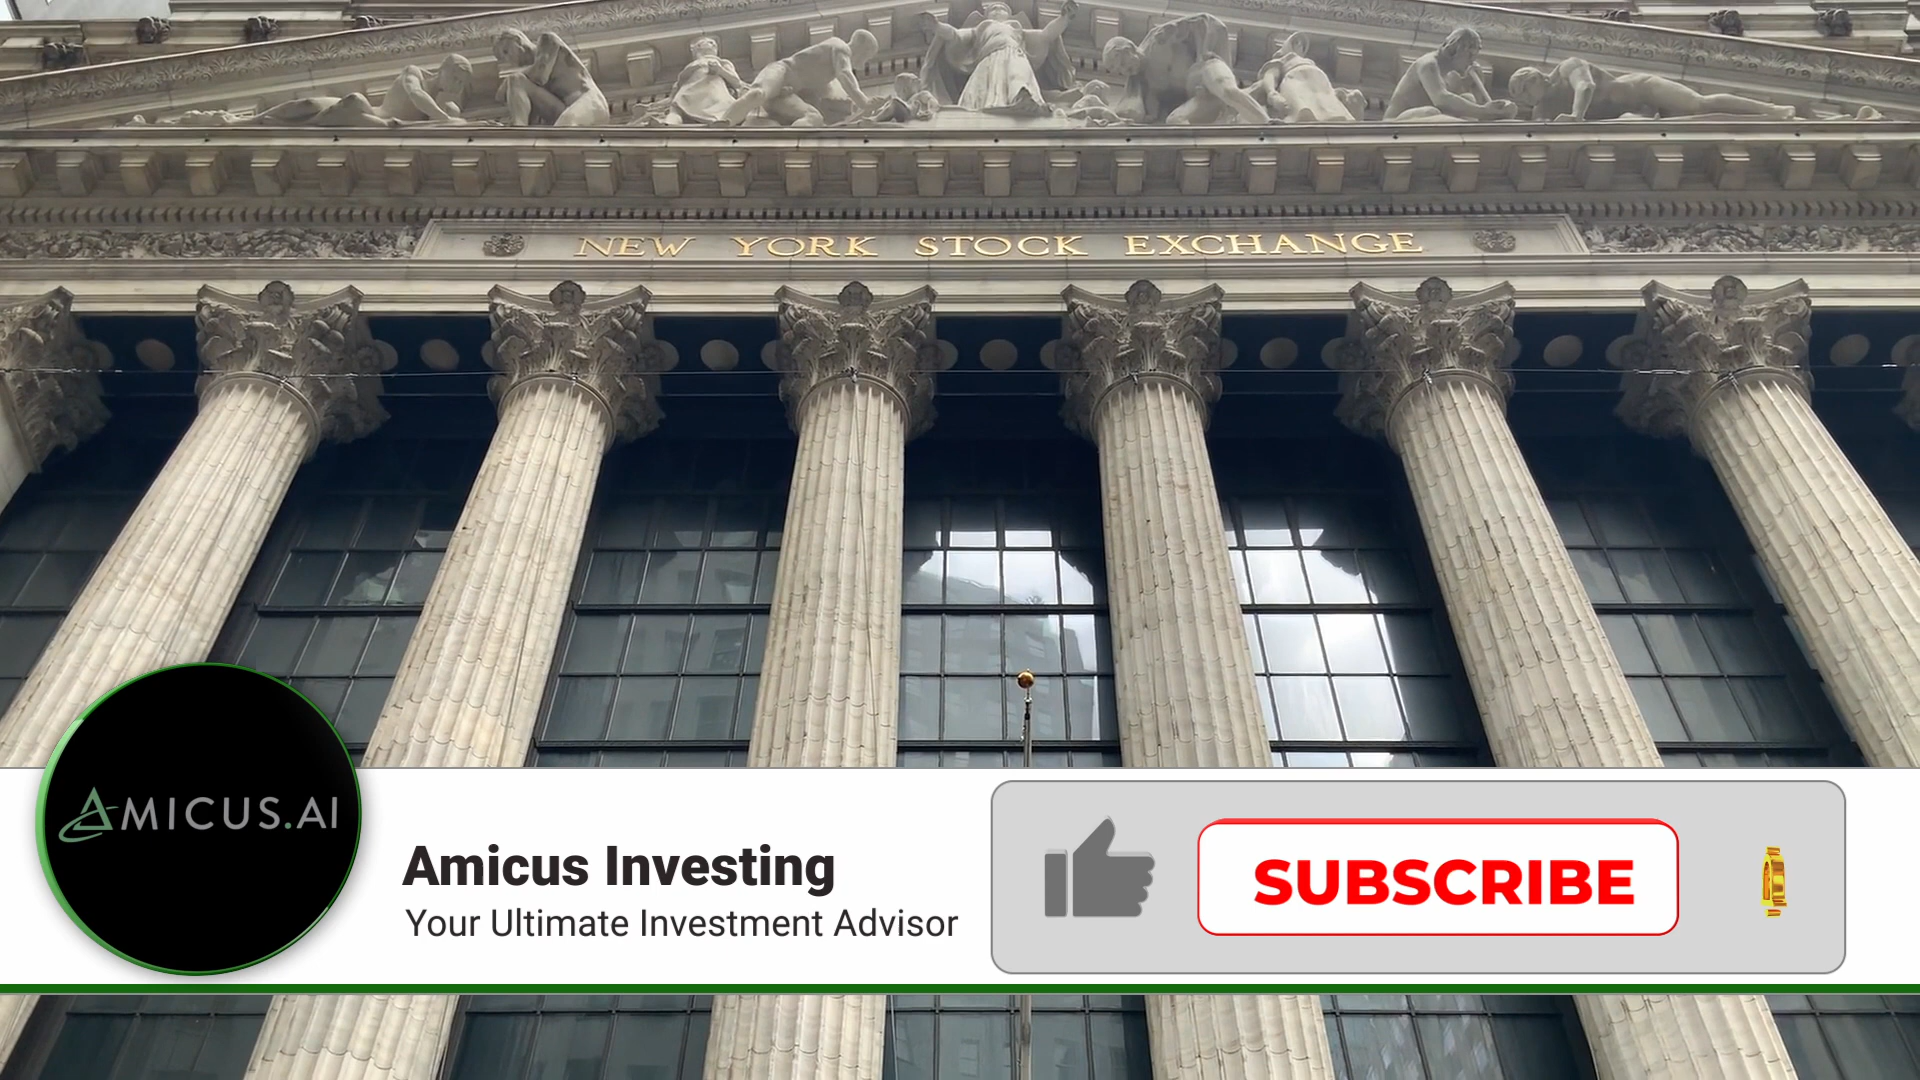 NEW YORK STOCK EXCHANGE
AMICUS.AI
Amicus Investing
Your Ultimate Investment Advisor
SUBSCRIBE